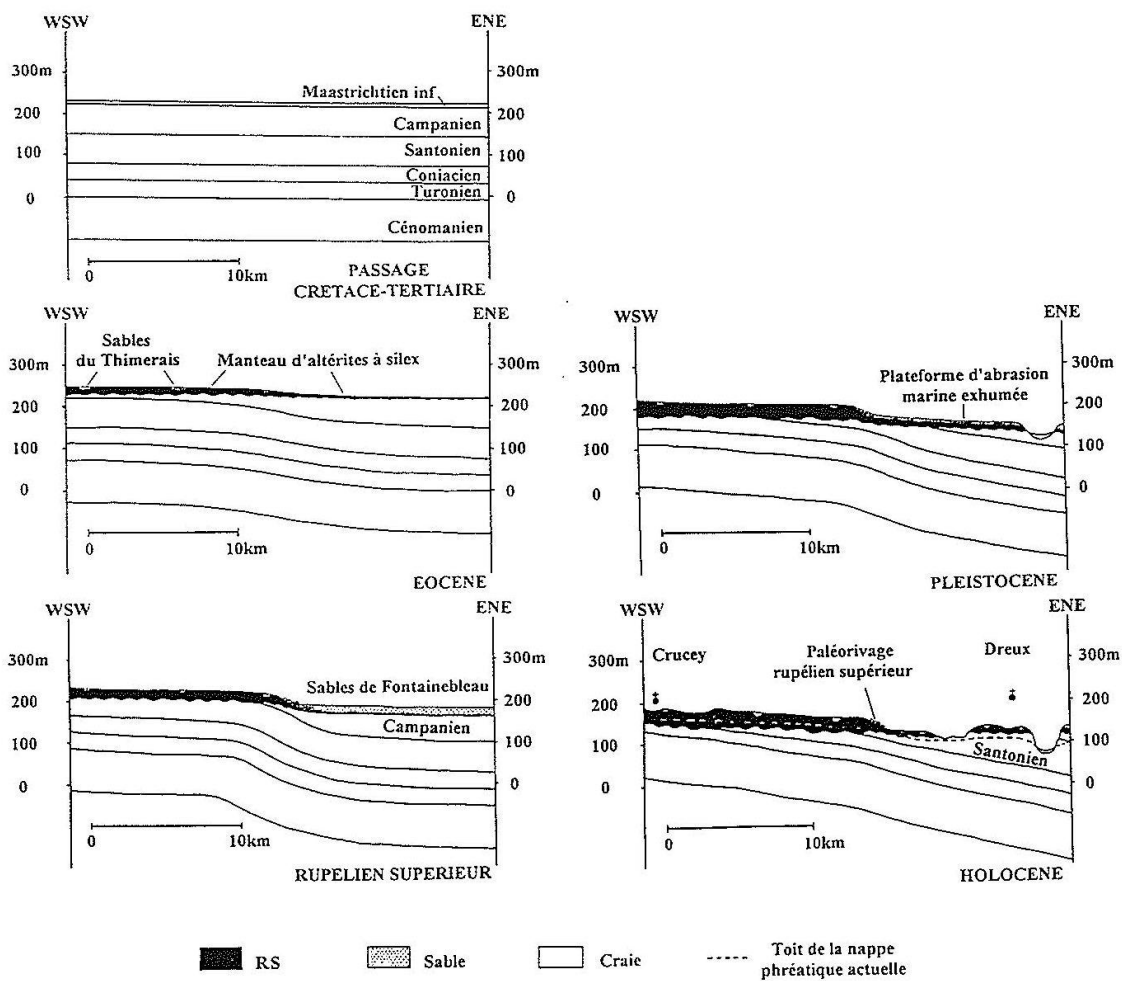 WSW
ENE
300m
300m
Maastrichtien inf
200
200
Campanien
Santonien
100
100
Coniacien
Turonien
0
0
Cénomanien
0
10km
PASSAGE
CRETACE-TERTIAIRE
WSW
ENE
Sables
du Thimerais
Manteau d'altérites à silex
300m
300m
200
200
100
100
0
0
0
10km
EOCENE
WSW
ENE
300m
300m
Sables de Fontainebleau
200
200
Campanien
100
100
0
0
0
10km
RUPELIEN SUPERIEUR
WSW
ENE
300m
300m
Plateforme d'abrasion
marine exhumée
200
200
100
100
0
0
0
10km
PLEISTOCENE
WSW
ENE
300m
300m
Crucey
Paléorivage
rupélien supérieur
Dreux
200
200
100
100
Santonien
0
0
0
10km
HOLOCENE
RS
Sable
Craie
Toit de la nappe
phréatique actuelle